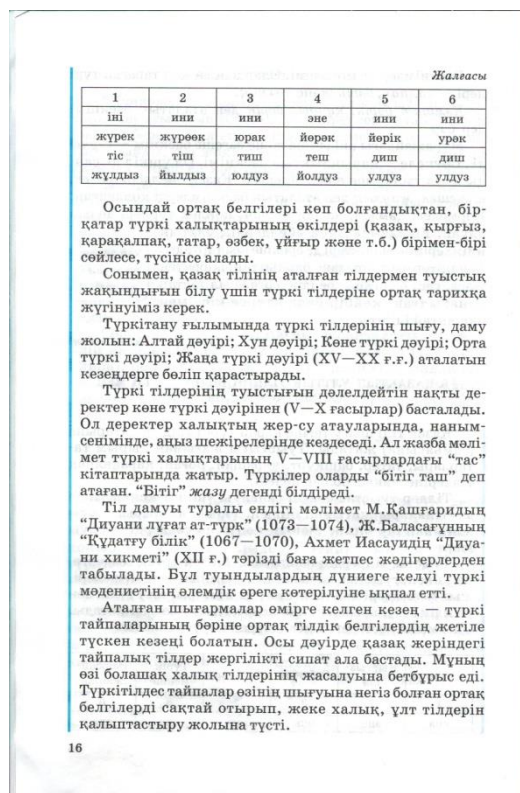 Жалғасы
1 2 3 4 5 6
іні ини ини эне ини ини
жүрек жүрөөк юрак йөрәк йөрік урәк
тіс тіш тиш теш диш диш
жұлдыз йылдыз юлдуз йолдуз улдуз улдуз
Осындай ортақ белгілері көп болғандықтан, бір-
қатар түркі халықтарының өкілдері (қазақ, қырғыз,
қарақалпақ, татар, өзбек, ұйғыр және т.б.) бірімен-бірі
сөйлесе, түсінісе алады.
Сонымен, қазақ тілінің аталған тілдермен туыстық
жақындығын білу үшін түркі тілдеріне ортақ тарихқа
жүгінуіміз керек.
Түркітану ғылымында түркі тілдерінің шығу, даму
жолын: Алтай дәуірі; Хун дәуірі; Көне түркі дәуірі; Орта
түркі дәуірі; Жаңа түркі дәуірі (XV—XX ғ.ғ.) аталатын
кезеңдерге бөліп қарастырады.
Түркі тілдерінің туыстығын дәлелдейтін нақты де-
ректер көне түркі дәуірінен (V—X ғасырлар) басталады.
Ол деректер халықтың жер-су атауларында, наным-
сенімінде, аңыз шежірелерінде кездеседі. Ал жазба мәлі-
мет түркі халықтарының V—VIII ғасырлардағы “тас”
кітаптарында жатыр. Түркілер оларды “бітіг таш” деп
атаған. “Бітіг” жазу дегенді білдіреді.
Тіл дамуы туралы ендігі мәлімет М.Қашғаридың
“Диуани лұғат ат-түрк” (1073—1074), Ж.Баласағұнның
“Құдатғу білік” (1067—1070), Ахмет Иасауидің “Диуа-
ни хикметі” (XII ғ.) тәрізді баға жетпес жәдігерлерден
табылады. Бұл туындылардың дүниеге келуі түркі
мәдениетінің әлемдік өреге көтерілуіне ықпал етті.
Аталған шығармалар өмірге келген кезең — түркі
тайпаларының бәріне ортақ тілдік белгілердің жетіле
түскен кезеңі болатын. Осы дәуірде қазақ жеріндегі
тайпалық тілдер жергілікті сипат ала бастады. Мұның
өзі болашақ халық тілдерінің жасалуына бетбұрыс еді.
Түркітілдес тайпалар өзінің шығуына негіз болған ортақ
белгілерді сақтай отырып, жеке халық, ұлт тілдерін
қалыптастыру жолына түсті.
16